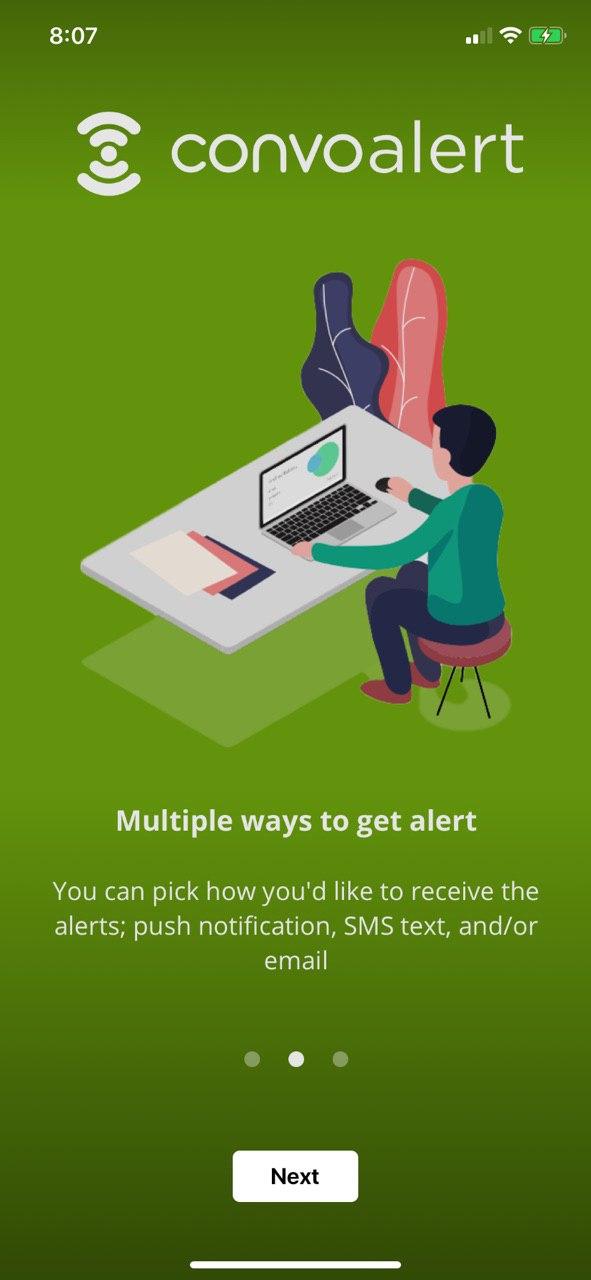 8:07
convoalert
Multiple ways to get alert
You can pick how you'd like to receive the
alerts; push notification, SMS text, and/or
email
Next